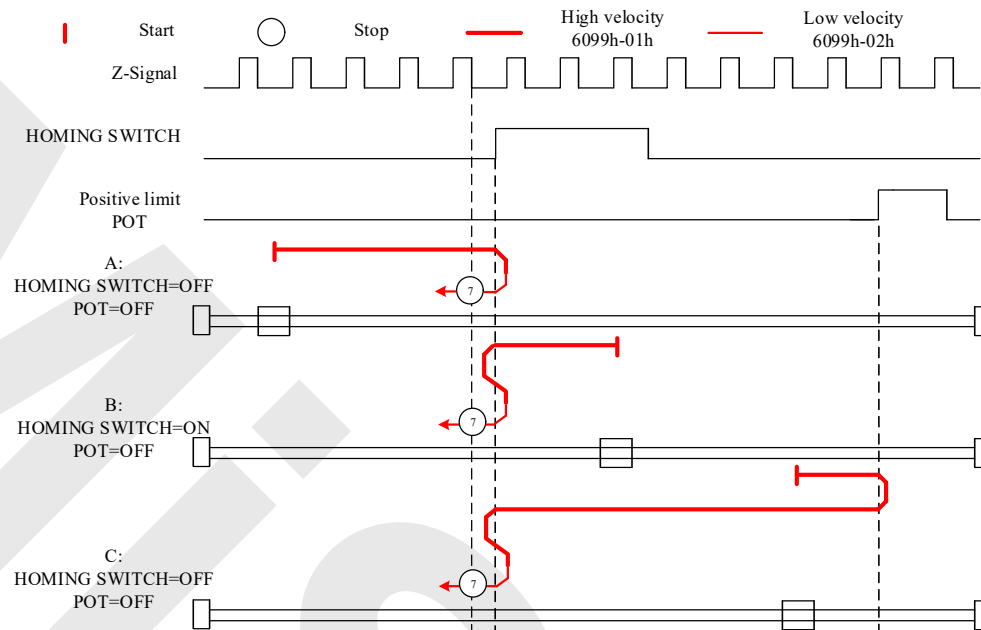 Start
Stop
High velocity
6099h-01h
Low velocity
6099h-02h
Z-Signal
HOMING SWITCH
Positive limit
POT
A:
HOMING SWITCH=OFF
POT=OFF
7
B:
HOMING SWITCH=ON
POT=OFF
7
C:
HOMING SWITCH=OFF
POT=OFF
7